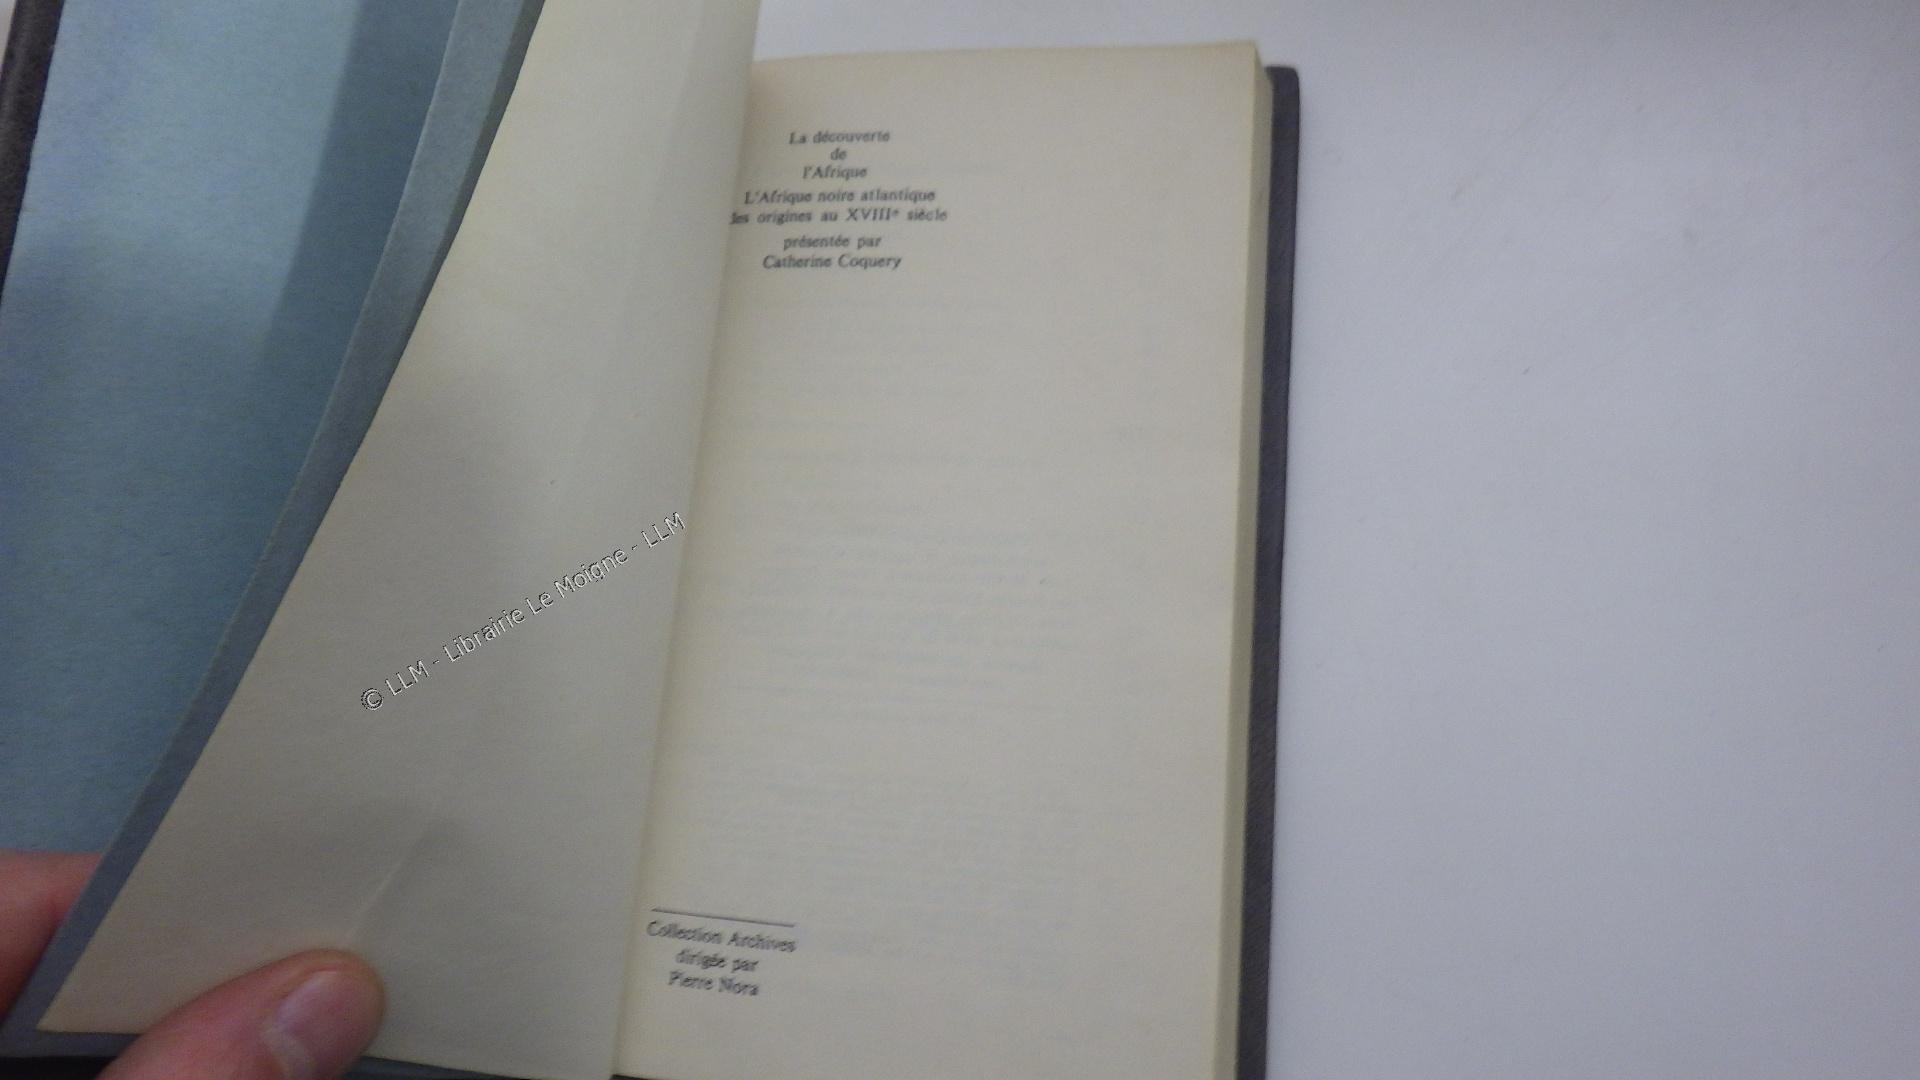 La découverte
de
l'Afrique
L'Afrique noire atlantique
des origines au XVIIIe siècle
présentée par
Catherine Coquery
© LLM - Librairie Le Moigne - LLM
Collection Archives
dirigée par
Pierre Nora